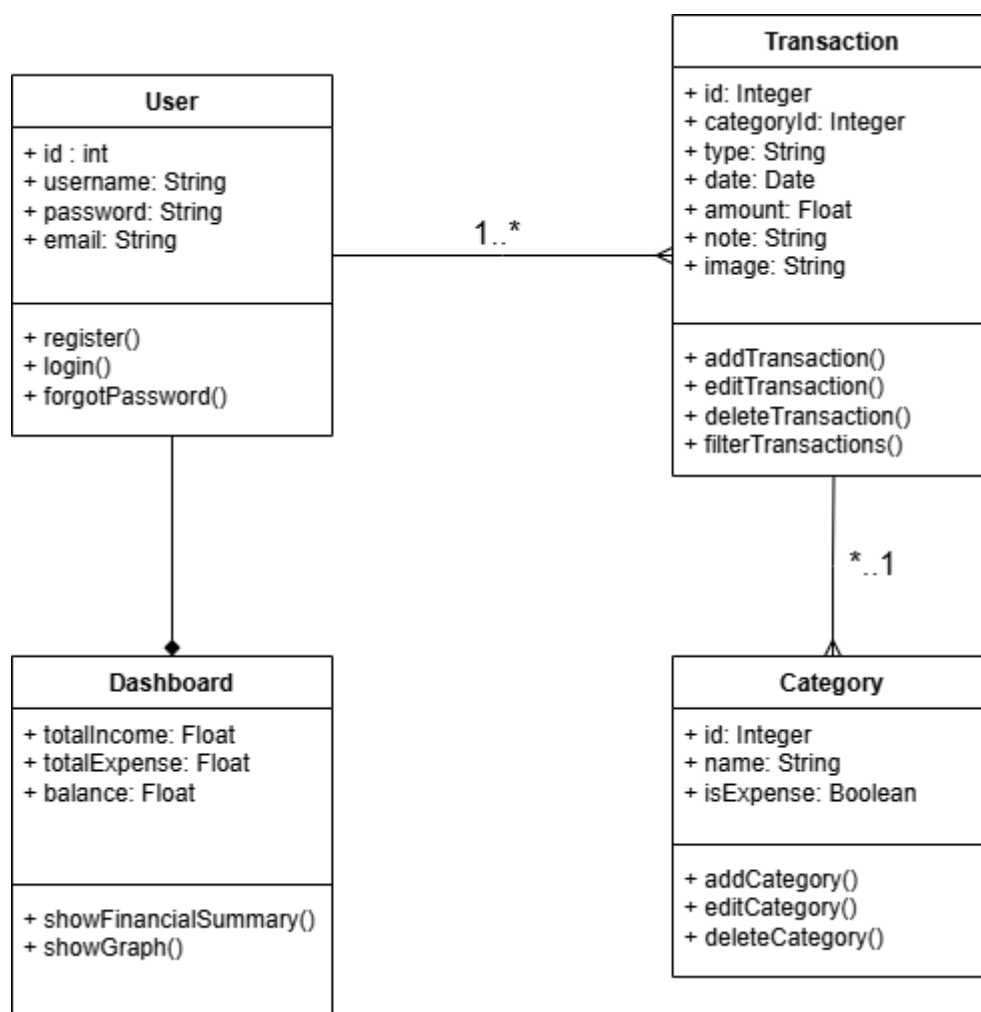 User
+ id : int
+ username: String
+ password: String
+ email: String
+ register()
+ login()
+ forgotPassword()
1..*
Transaction
+ id: Integer
+ categoryId: Integer
+ type: String
+ date: Date
+ amount: Float
+ note: String
+ image: String
+ addTransaction()
+ editTransaction()
+ deleteTransaction()
+ filterTransactions()
*..1
Dashboard
+ totalIncome: Float
+ totalExpense: Float
+ balance: Float
+ showFinancialSummary()
+ showGraph()
Category
+ id: Integer
+ name: String
+ isExpense: Boolean
+ addCategory()
+ editCategory()
+ deleteCategory()